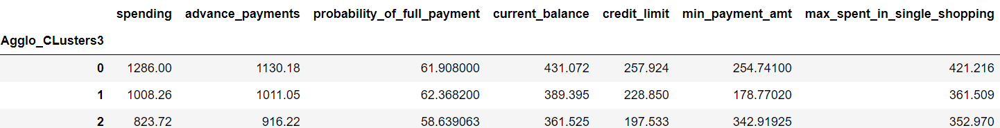 spending advance_payments probability_of_full_payment current_balance credit_limit min_payment_amt max_spent_in_single_shopping
Agglo_CLusters3
0 1286.00 1130.18 61.908000 431.072 257.924 254.74100 421.216
1 1008.26 1011.05 62.368200 389.395 228.850 178.77020 361.509
2 823.72 916.22 58.639063 361.525 197.533 342.91925 352.970